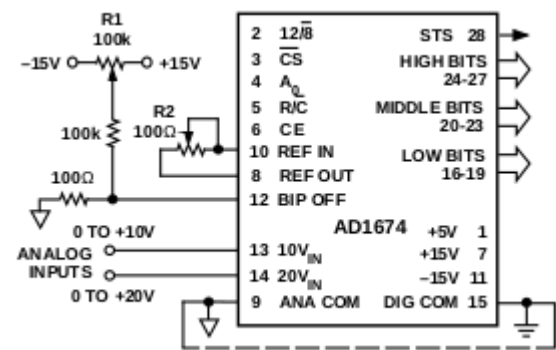 R1
100k
–15V
+15V
100k
R2
100Ω
100Ω
0 TO +10V
ANALOG
INPUTS
0 TO +20V
2 12/8̅
3 C̅S̅
4 A0
5 R/C̅
6 CE
10 REF IN
8 REF OUT
12 BIP OFF
AD1674
13 10VIN
14 20VIN
9 ANA COM
STS 28
HIGH BITS
24-27
MIDDLE BITS
20-23
LOW BITS
16-19
+5V 1
+15V 7
–15V 11
DIG COM 15